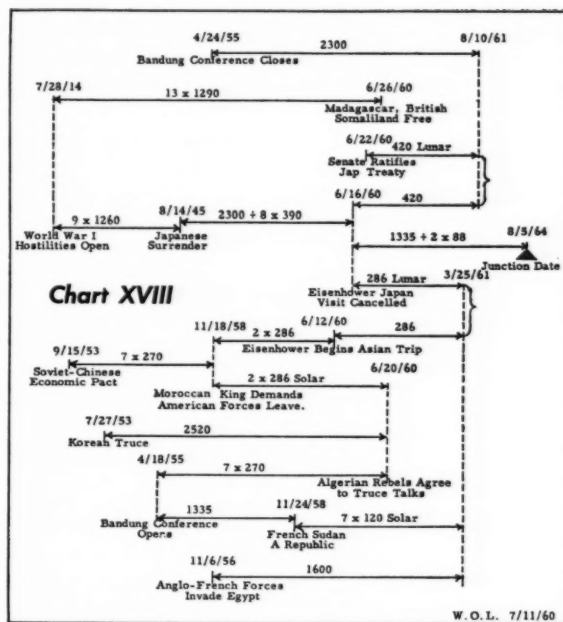 4/24/55
8/10/61
2300
Bandung Conference Closes
7/28/14
6/26/60
13 x 1290
Madagascar, British
Somaliland Free
6/22/60
420 Lunar
Senate Ratifies
Jap Treaty
6/16/60
420
8/14/45
2300 ÷ 8 x 390
9 x 1260
World War I
Hostilities Open
Japanese
Surrender
1335 ÷ 2 x 88
8/5/64
Junction Date
286 Lunar
3/25/61
Eisenhower Japan
Visit Cancelled
Chart XVIII
11/18/58
2 x 286
6/12/60
286
Eisenhower Begins Asian Trip
9/15/53
7 x 270
Soviet-Chinese
Economic Pact
2 x 286 Solar
6/20/60
Moroccan King Demands
American Forces Leave.
7/27/53
2520
Korean Truce
4/18/55
7 x 270
Algerian Rebels Agree
to Truce Talks
1335
11/24/58
Bandung Conference
Opens
7 x 120 Solar
French Sudan
A Republic
11/6/56
1600
Anglo-French Forces
Invade Egypt
W.O.L. 7/11/60